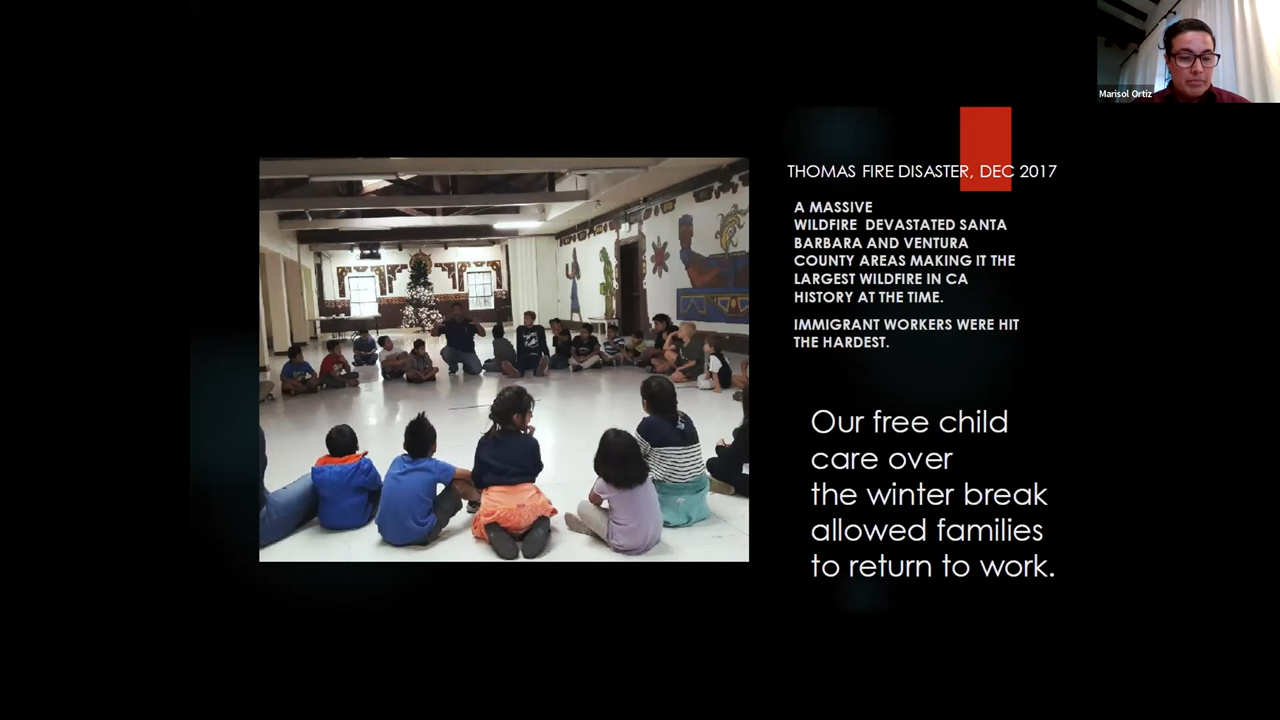 Marisol Ortiz
THOMAS FIRE DISASTER, DEC 2017
A MASSIVE
WILDFIRE DEVASTATED SANTA
BARBARA AND VENTURA
COUNTY AREAS MAKING IT THE
LARGEST WILDFIRE IN CA
HISTORY AT THE TIME.
IMMIGRANT WORKERS WERE HIT
THE HARDEST.
Our free child
care over
the winter break
allowed families
to return to work.